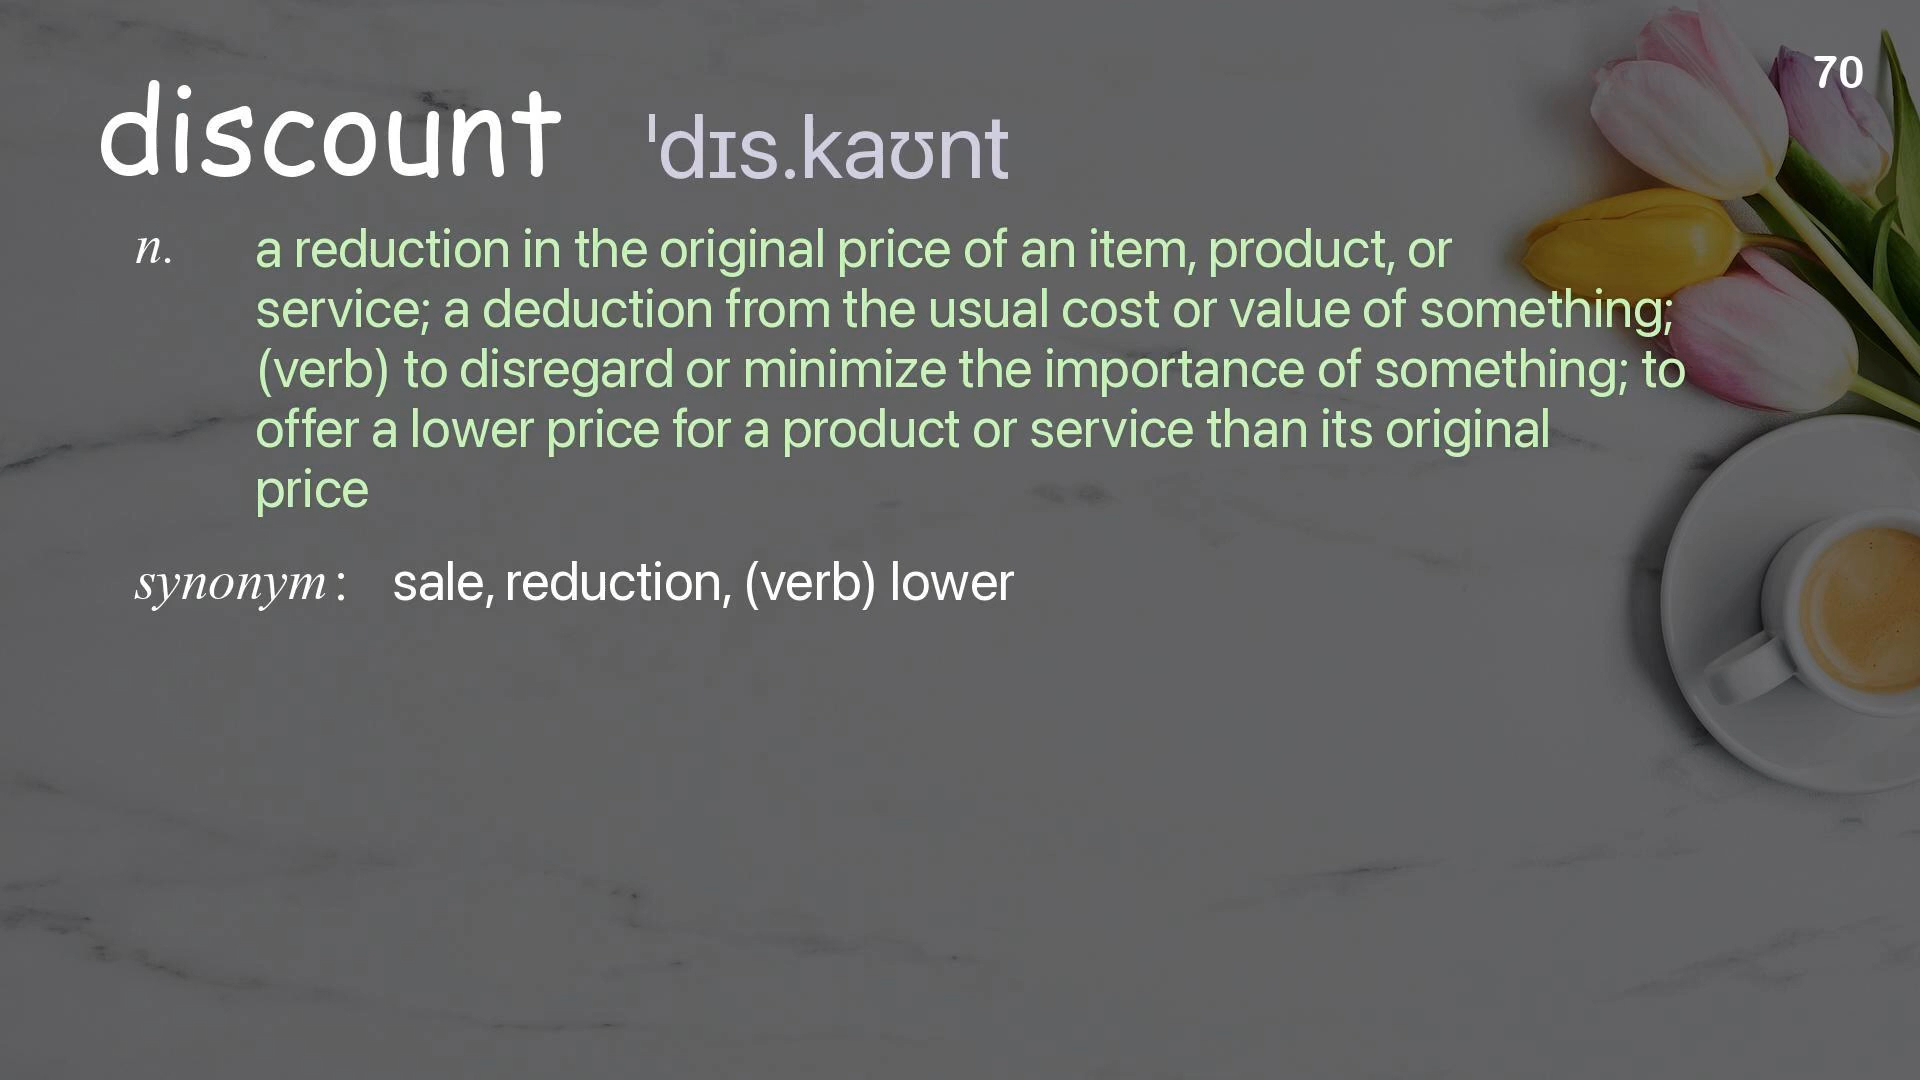 70
discount ˈdɪs.kaʊnt
n. a reduction in the original price of an item, product, or
service; a deduction from the usual cost or value of something;
(verb) to disregard or minimize the importance of something; to
offer a lower price for a product or service than its original
price
synonym: sale, reduction, (verb) lower